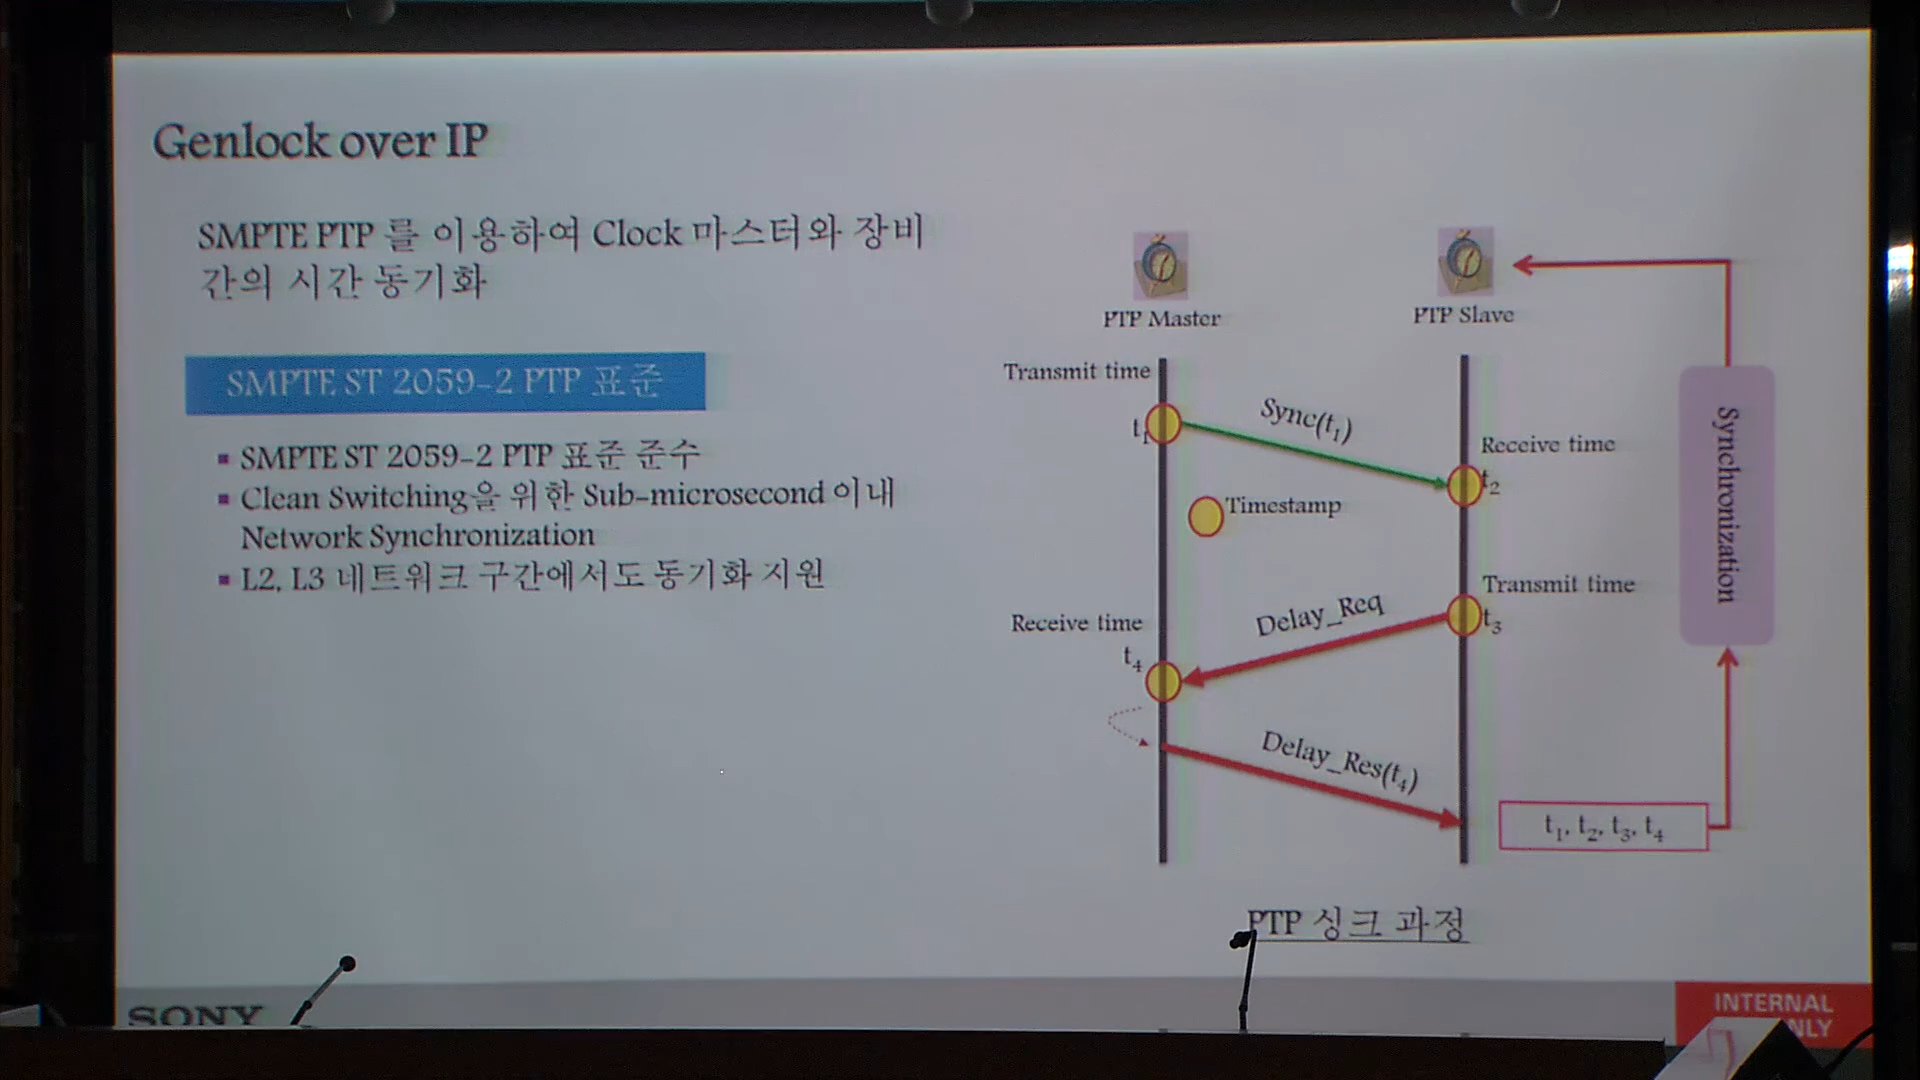 Genlock over IP
SMPTE PTP 를 이용하여 Clock 마스터와 장비
간의 시간 동기화
SMPTE ST 2059-2 PTP 표준
▪ SMPTE ST 2059-2 PTP 표준 준수
▪ Clean Switching을 위한 Sub-microsecond 이내
Network Synchronization
▪ L2, L3 네트워크 구간에서도 동기화 지원
PTP Master
PTP Slave
Transmit time
t₁
Sync(t₁)
Receive time
t₂
Timestamp
Transmit time
t₃
Delay_Req
Receive time
t₄
Delay_Res(t₄)
t₁, t₂, t₃, t₄
Synchronization
PTP 싱크 과정
SONY
INTERNAL